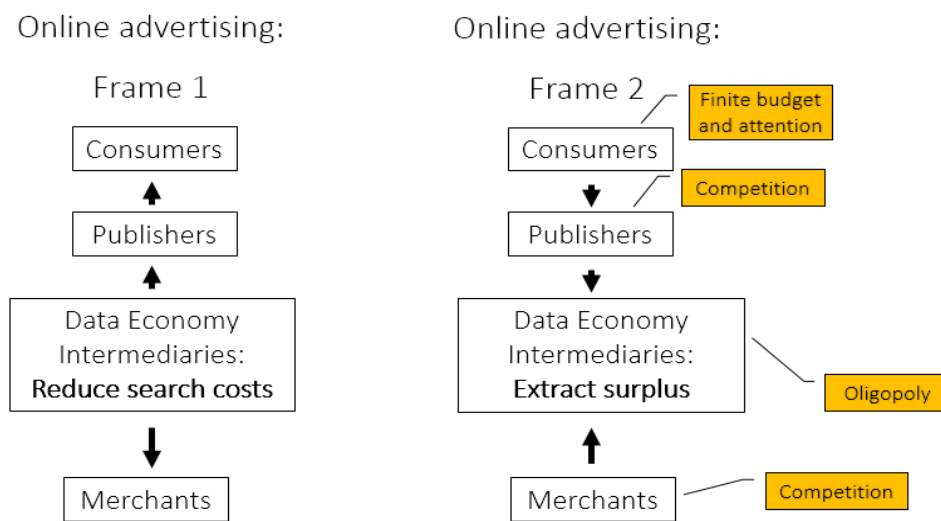 Online advertising:
Frame 1
Consumers
Publishers
Data Economy
Intermediaries:
Reduce search costs
Merchants
Online advertising:
Frame 2
Finite budget
and attention
Consumers
Competition
Publishers
Data Economy
Intermediaries:
Extract surplus
Oligopoly
Merchants
Competition